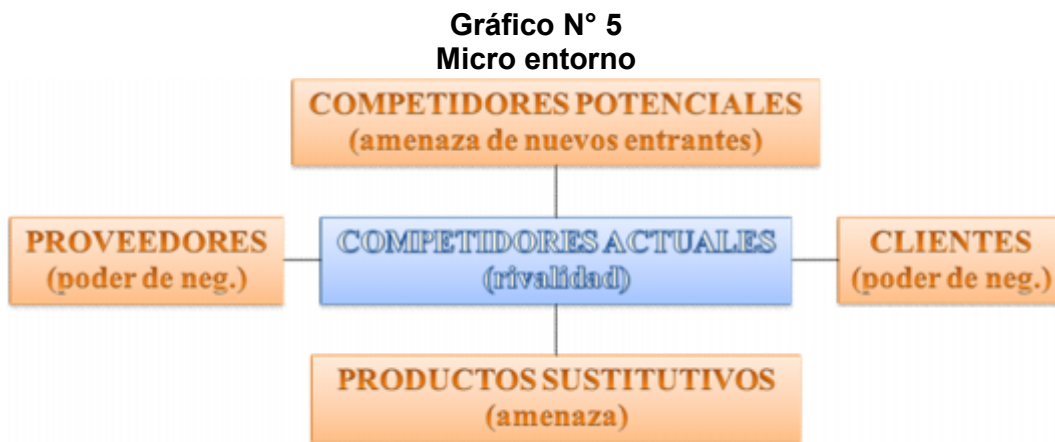 Gráfico N° 5
Micro entorno
COMPETIDORES POTENCIALES
(amenaza de nuevos entrantes)
PROVEEDORES
(poder de neg.)
COMPETIDORES ACTUALES
(rivalidad)
CLIENTES
(poder de neg.)
PRODUCTOS SUSTITUTIVOS
(amenaza)